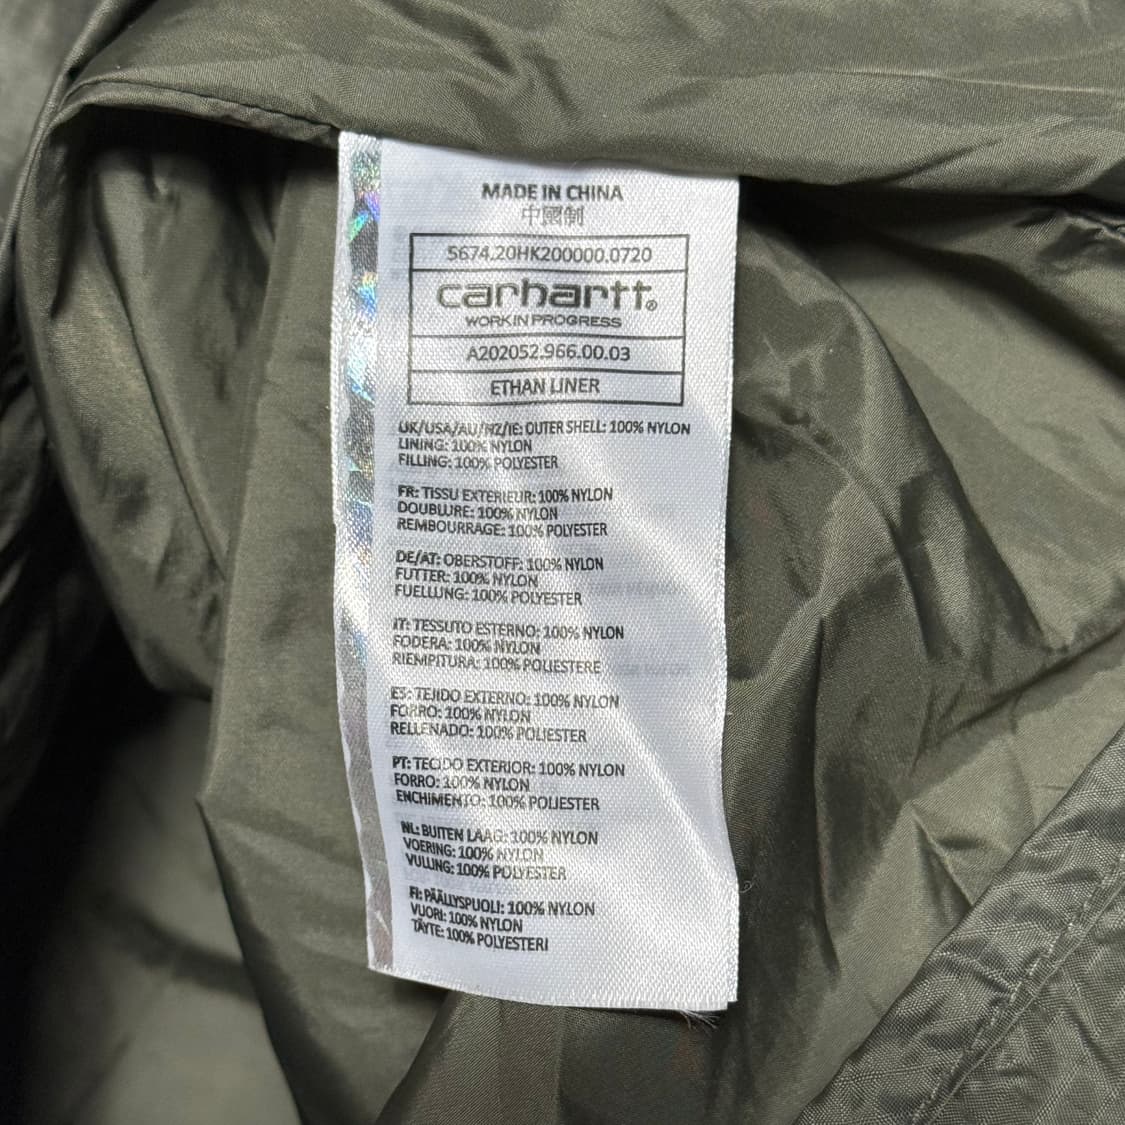 MADE IN CHINA
中國制
5674.20HK200000.0720
carhartt®
WORK IN PROGRESS
A202052.966.00.03
ETHAN LINER
UK/USA/AU/NZ/IE: OUTER SHELL: 100% NYLON
LINING: 100% NYLON
FILLING: 100% POLYESTER
FR: TISSU EXTERIEUR: 100% NYLON
DOUBLURE: 100% NYLON
REMBOURRAGE: 100% POLYESTER
DE/AT: OBERSTOFF: 100% NYLON
FUTTER: 100% NYLON
FUELLUNG: 100% POLYESTER
IT: TESSUTO ESTERNO: 100% NYLON
FODERA: 100% NYLON
RIEMPITURA: 100% POLIESTERE
ES: TEJIDO EXTERNO: 100% NYLON
FORRO: 100% NYLON
RELLENADO: 100% POLIESTER
PT: TECIDO EXTERIOR: 100% NYLON
FORRO: 100% NYLON
ENCHIMENTO: 100% POLIESTER
NL: BUITEN LAAG: 100% NYLON
VOERING: 100% NYLON
VULLING: 100% POLYESTER
FI: PÄÄLLYSPUOLI: 100% NYLON
VUORI: 100% NYLON
TÄYTE: 100% POLYESTERI